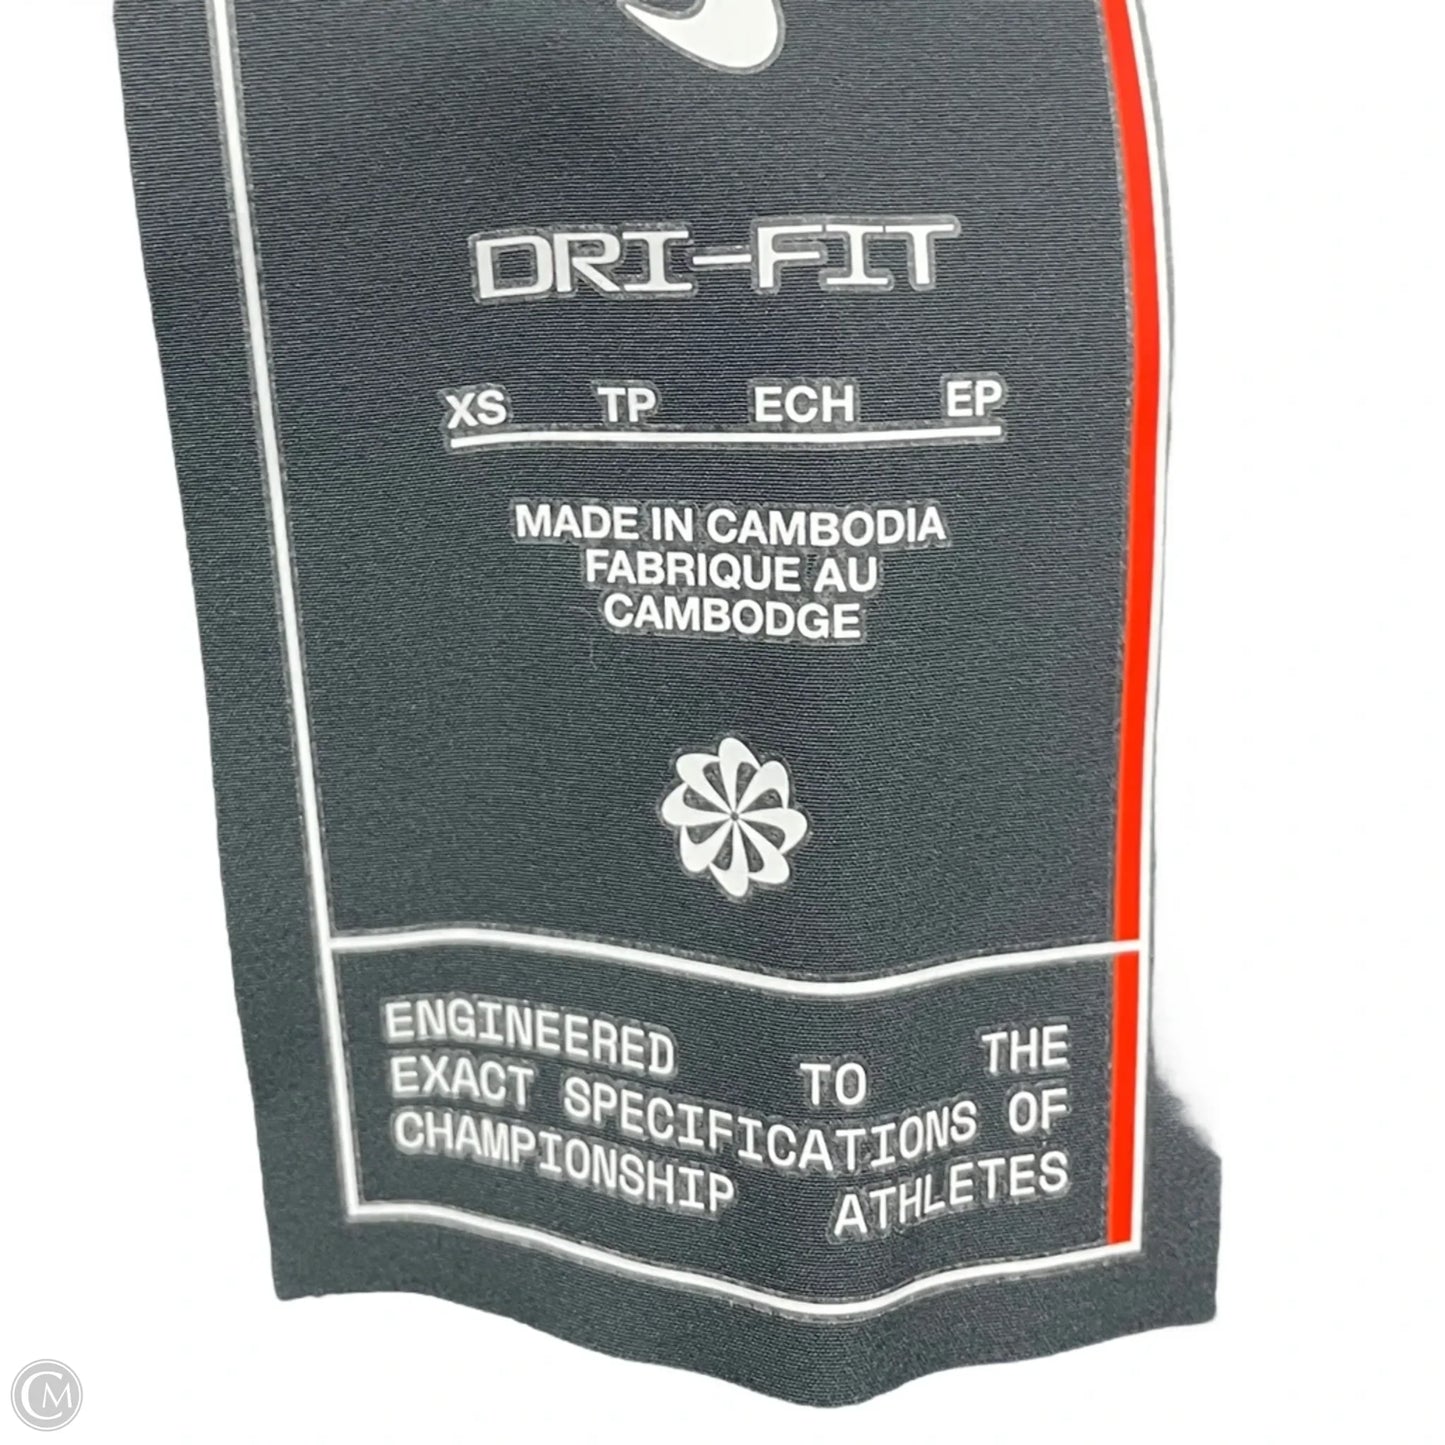 DRI-FIT
XS TP ECH EP
MADE IN CAMBODIA
FABRIQUE AU
CAMBODGE
ENGINEERED TO THE
EXACT SPECIFICATIONS OF
CHAMPIONSHIP ATHLETES
CM